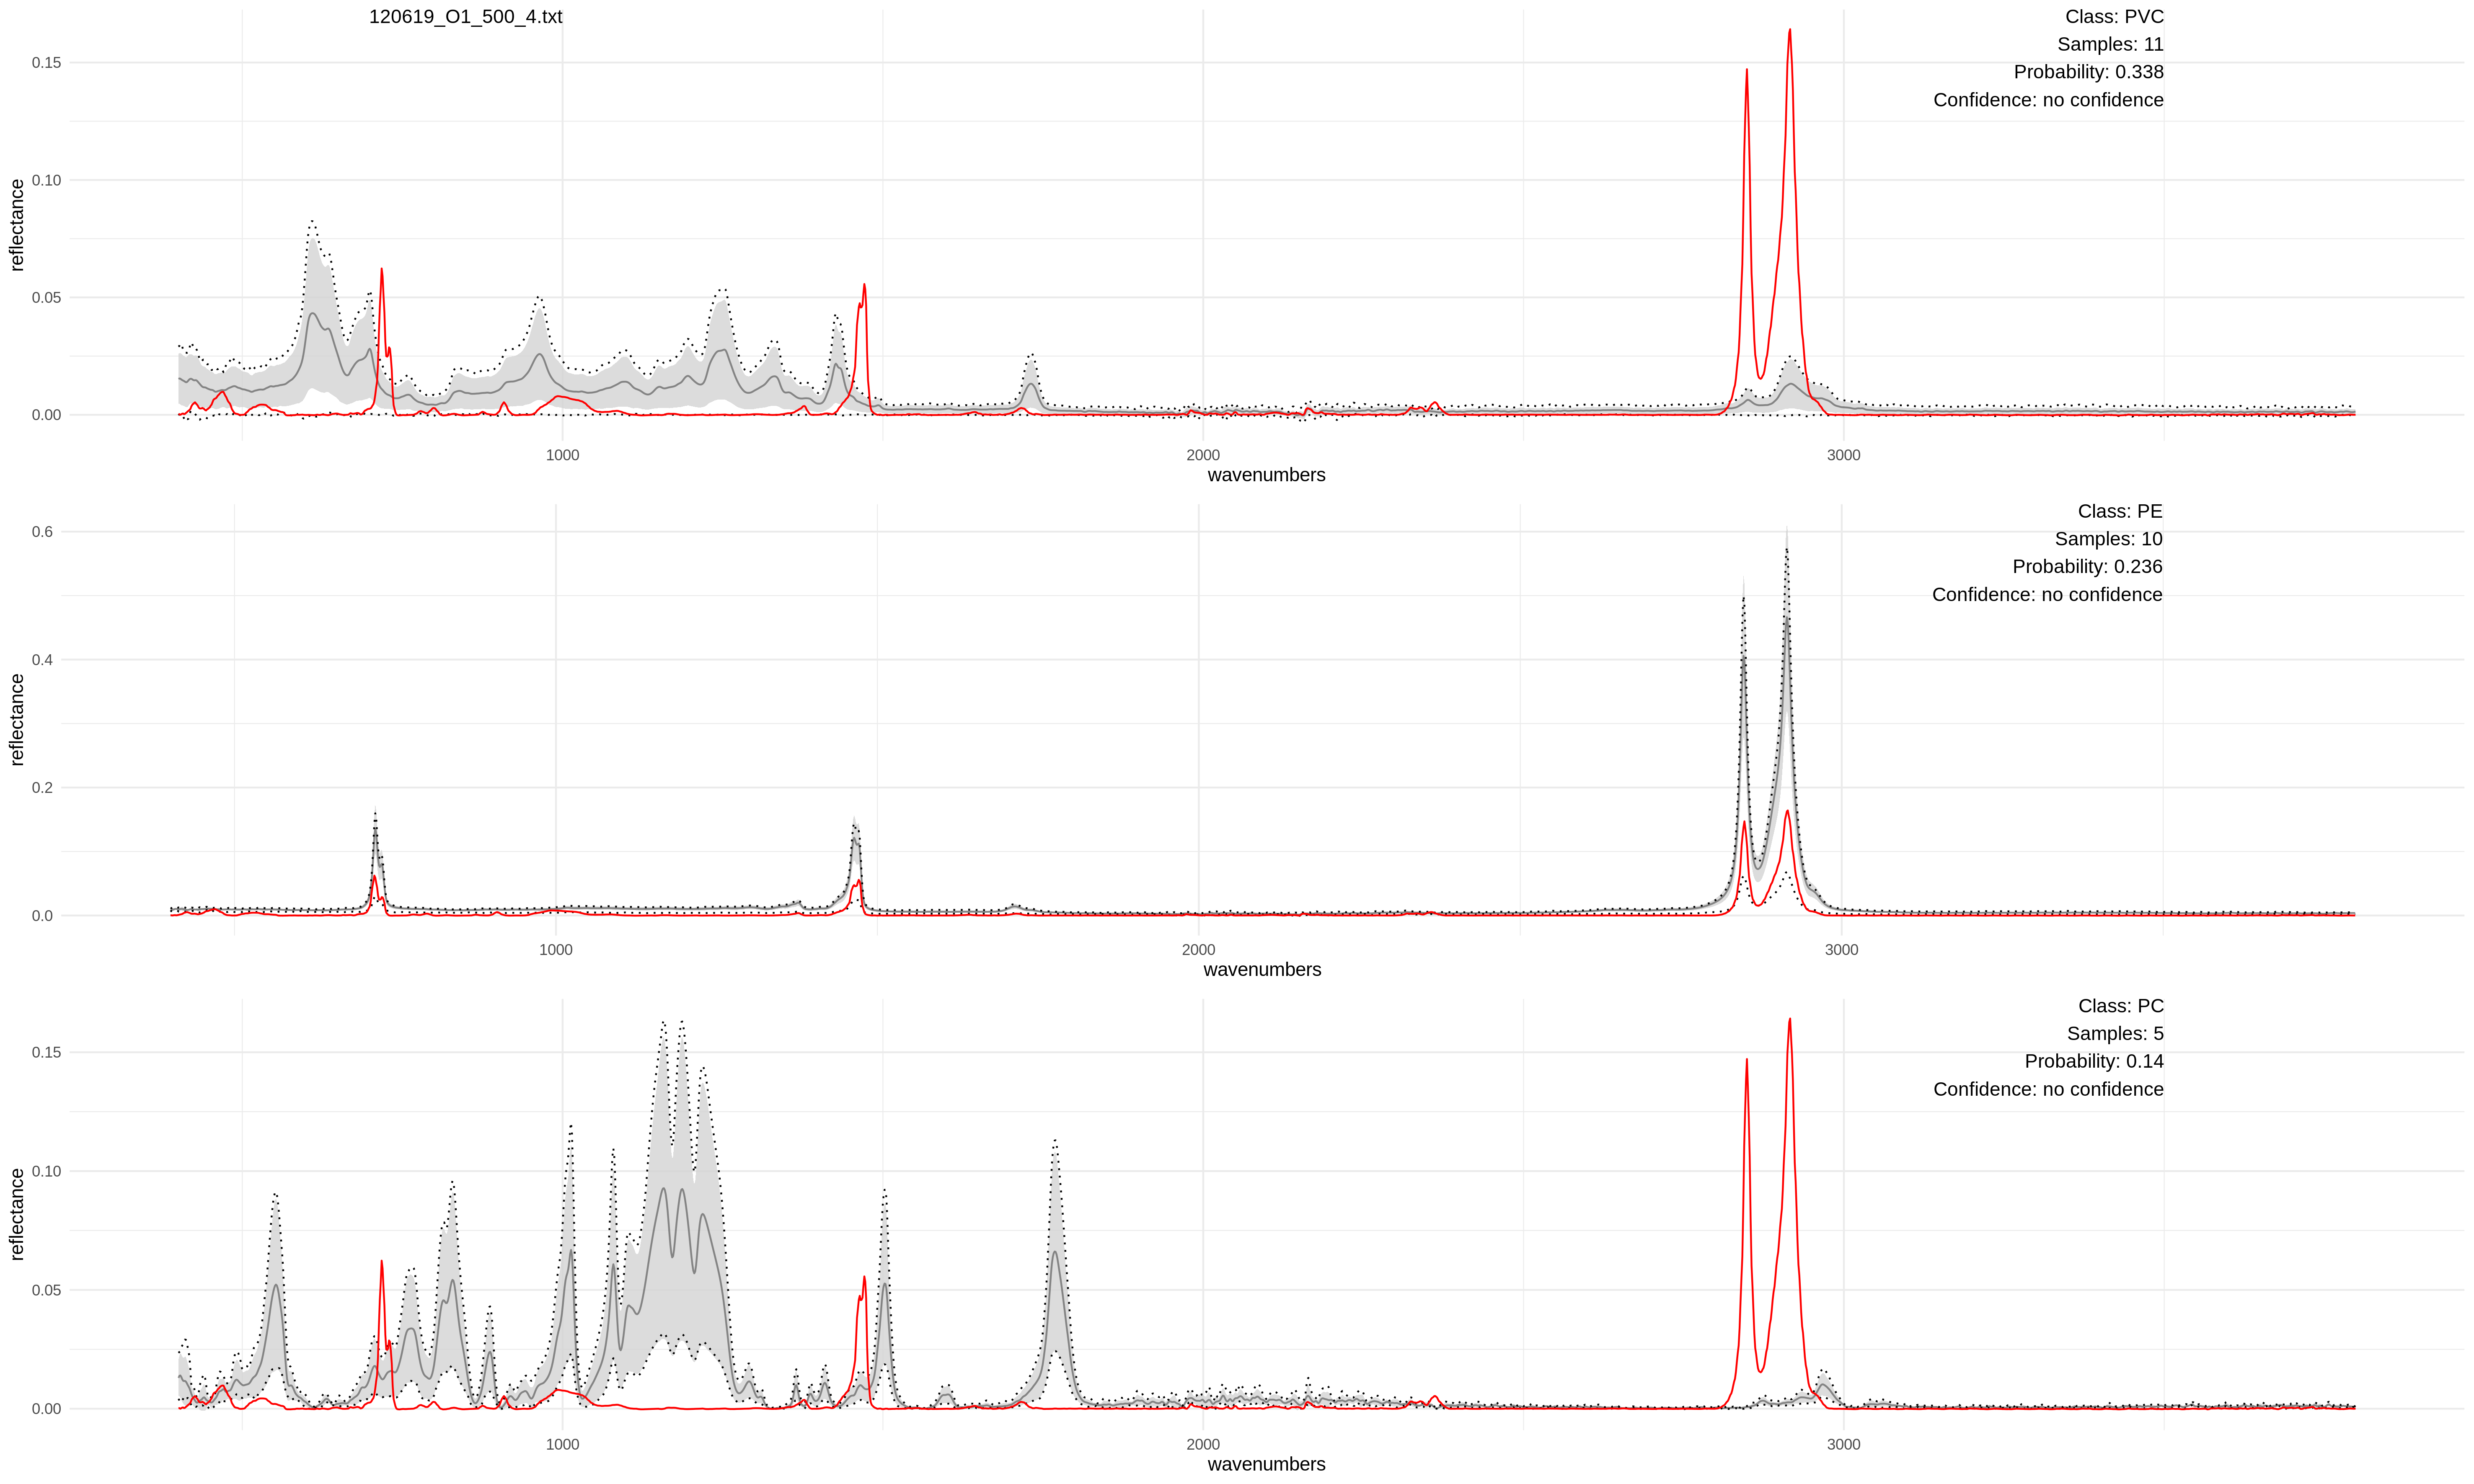 120619_O1_500_4.txt
Class: PVC
Samples: 11
Probability: 0.338
Confidence: no confidence
reflectance
0.15
0.10
0.05
0.00
1000 2000 3000
wavenumbers
Class: PE
Samples: 10
Probability: 0.236
Confidence: no confidence
reflectance
0.6
0.4
0.2
0.0
1000 2000 3000
wavenumbers
Class: PC
Samples: 5
Probability: 0.14
Confidence: no confidence
reflectance
0.15
0.10
0.05
0.00
1000 2000 3000
wavenumbers